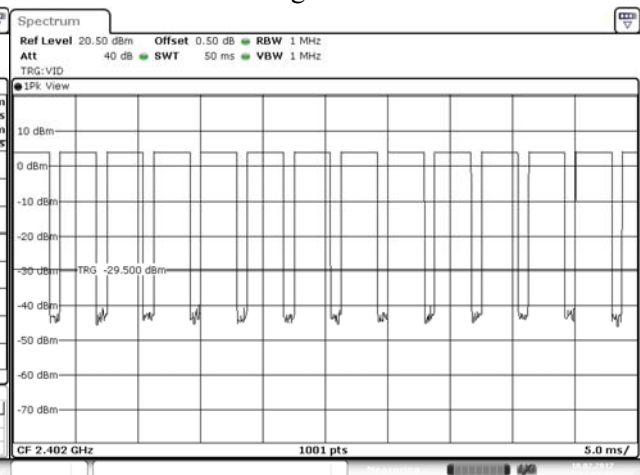 Spectrum
Ref Level 20.50 dBm Offset 0.50 dB RBW 1 MHz
Att 40 dB SWT 50 ms VBW 1 MHz
TRG:VID
1Pk View
10 dBm
0 dBm
-10 dBm
-20 dBm
-30 dBm
TRG -29.500 dBm
-40 dBm
-50 dBm
-60 dBm
-70 dBm
CF 2.402 GHz 1001 pts 5.0 ms/